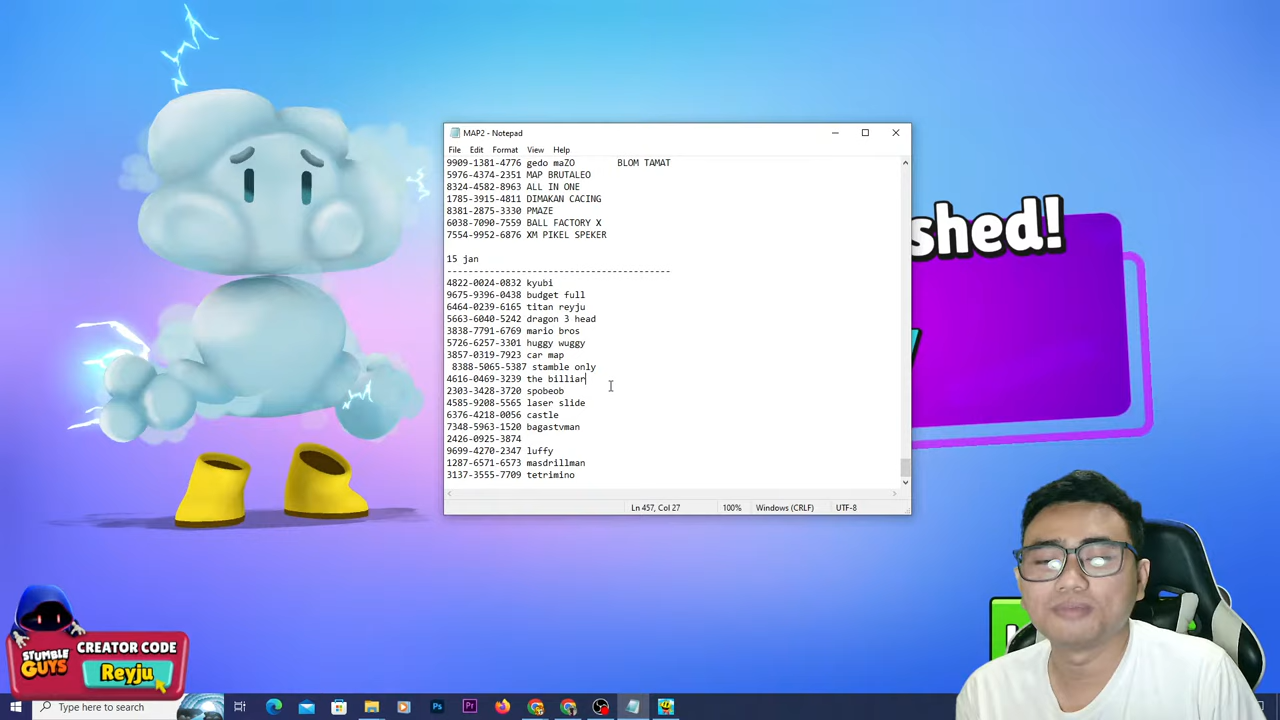 shed!
MAP2 - Notepad
File Edit Format View Help
9909-1381-4776 gedo maZO BLOM TAMAT
5976-4374-2351 MAP BRUTALEO
8324-4582-8963 ALL IN ONE
1785-3915-4811 DIMAKAN CACING
8381-2875-3330 PMAZE
6038-7090-7559 BALL FACTORY X
7554-9952-6876 XM PIKEL SPEKER
15 jan
------------------------------------------
4822-0024-0832 kyubi
9675-9396-0438 budget full
6464-0239-6165 titan reyju
5663-6040-5242 dragon 3 head
3838-7791-6769 mario bros
5726-6257-3301 huggy wuggy
3857-0319-7923 car map
8388-5065-5387 stamble only
4616-0469-3239 the billiar
2303-3428-3720 spobeob
4585-9208-5565 laser slide
6376-4218-0056 castle
7348-5963-1520 bagastvman
2426-0925-3874
9699-4270-2347 luffy
1287-6571-6573 masdrillman
3137-3555-7709 tetrimino
Ln 457, Col 27 100% Windows (CRLF) UTF-8
STUMBLE GUYS
CREATOR CODE
Reyju
Type here to search